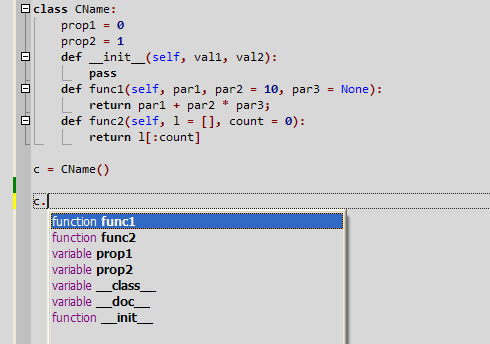 class CName:
    prop1 = 0
    prop2 = 1
    def __init__(self, val1, val2):
        pass
    def func1(self, par1, par2 = 10, par3 = None):
        return par1 + par2 * par3;
    def func2(self, l = [], count = 0):
        return l[:count]
c = CName()
c.
function func1
function func2
variable prop1
variable prop2
variable __class__
variable __doc__
function __init__